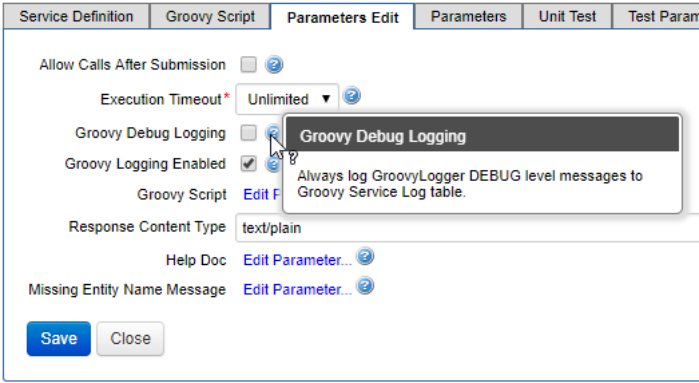 Service Definition Groovy Script Parameters Edit Parameters Unit Test Test Param
Allow Calls After Submission
Execution Timeout* Unlimited
Groovy Debug Logging
Groovy Debug Logging
Always log GroovyLogger DEBUG level messages to
Groovy Service Log table.
Groovy Logging Enabled
Groovy Script Edit P
Response Content Type text/plain
Help Doc Edit Parameter...
Missing Entity Name Message Edit Parameter...
Save Close